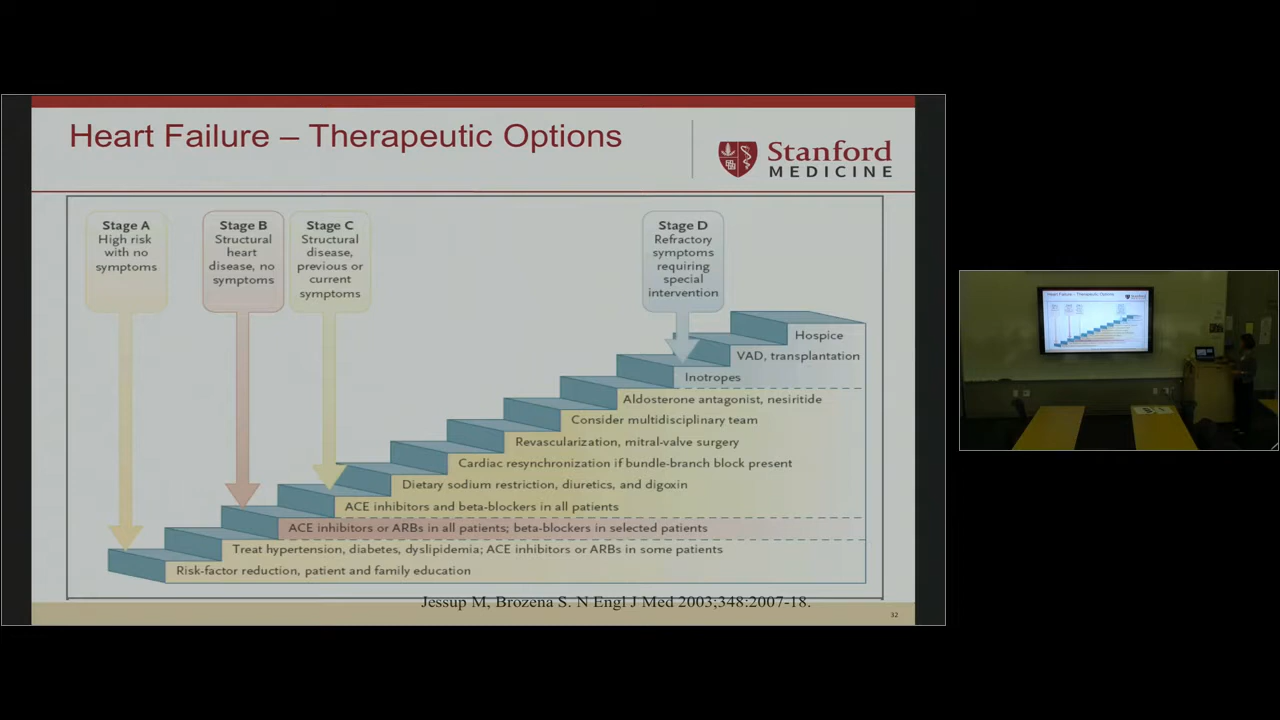 Heart Failure – Therapeutic Options
Stanford
MEDICINE
Stage A
High risk
with no
symptoms
Stage B
Structural
heart
disease, no
symptoms
Stage C
Structural
disease,
previous or
current
symptoms
Stage D
Refractory
symptoms
requiring
special
intervention
Hospice
VAD, transplantation
Inotropes
Aldosterone antagonist, nesiritide
Consider multidisciplinary team
Revascularization, mitral-valve surgery
Cardiac resynchronization if bundle-branch block present
Dietary sodium restriction, diuretics, and digoxin
ACE inhibitors and beta-blockers in all patients
ACE inhibitors or ARBs in all patients; beta-blockers in selected patients
Treat hypertension, diabetes, dyslipidemia; ACE inhibitors or ARBs in some patients
Risk-factor reduction, patient and family education
Jessup M, Brozena S. N Engl J Med 2003;348:2007-18.
32
Heart Failure – Therapeutic Options